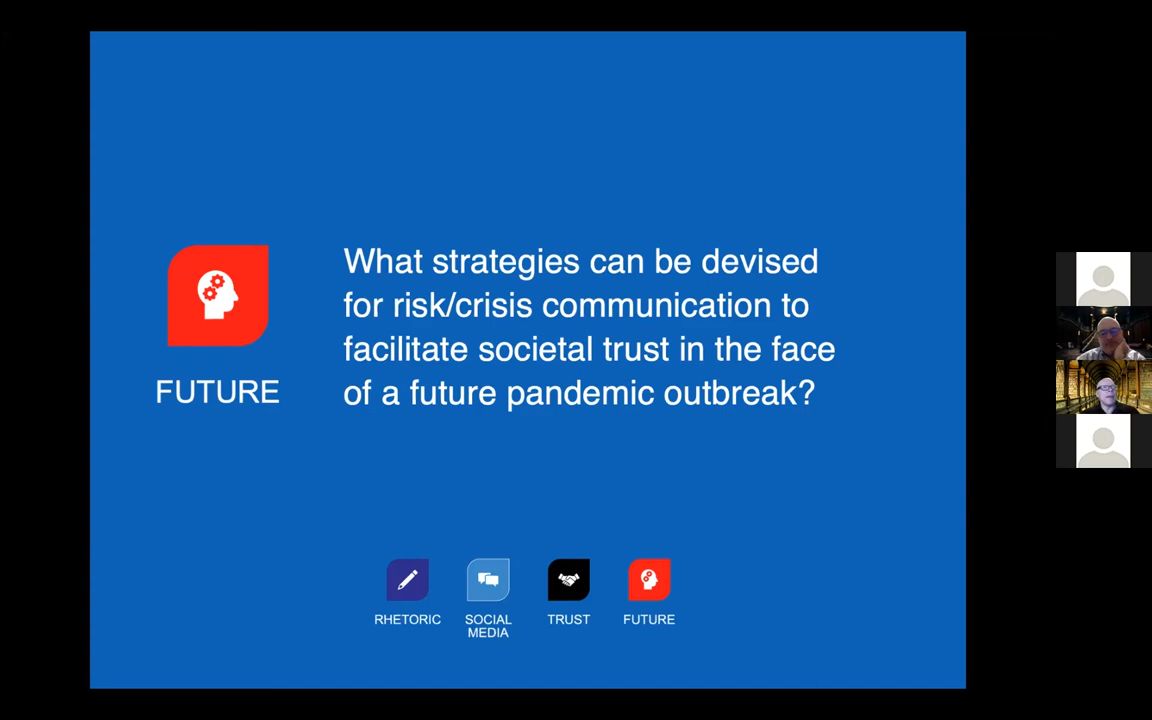 What strategies can be devised
for risk/crisis communication to
facilitate societal trust in the face
of a future pandemic outbreak?
FUTURE
RHETORIC
SOCIAL
MEDIA
TRUST
FUTURE